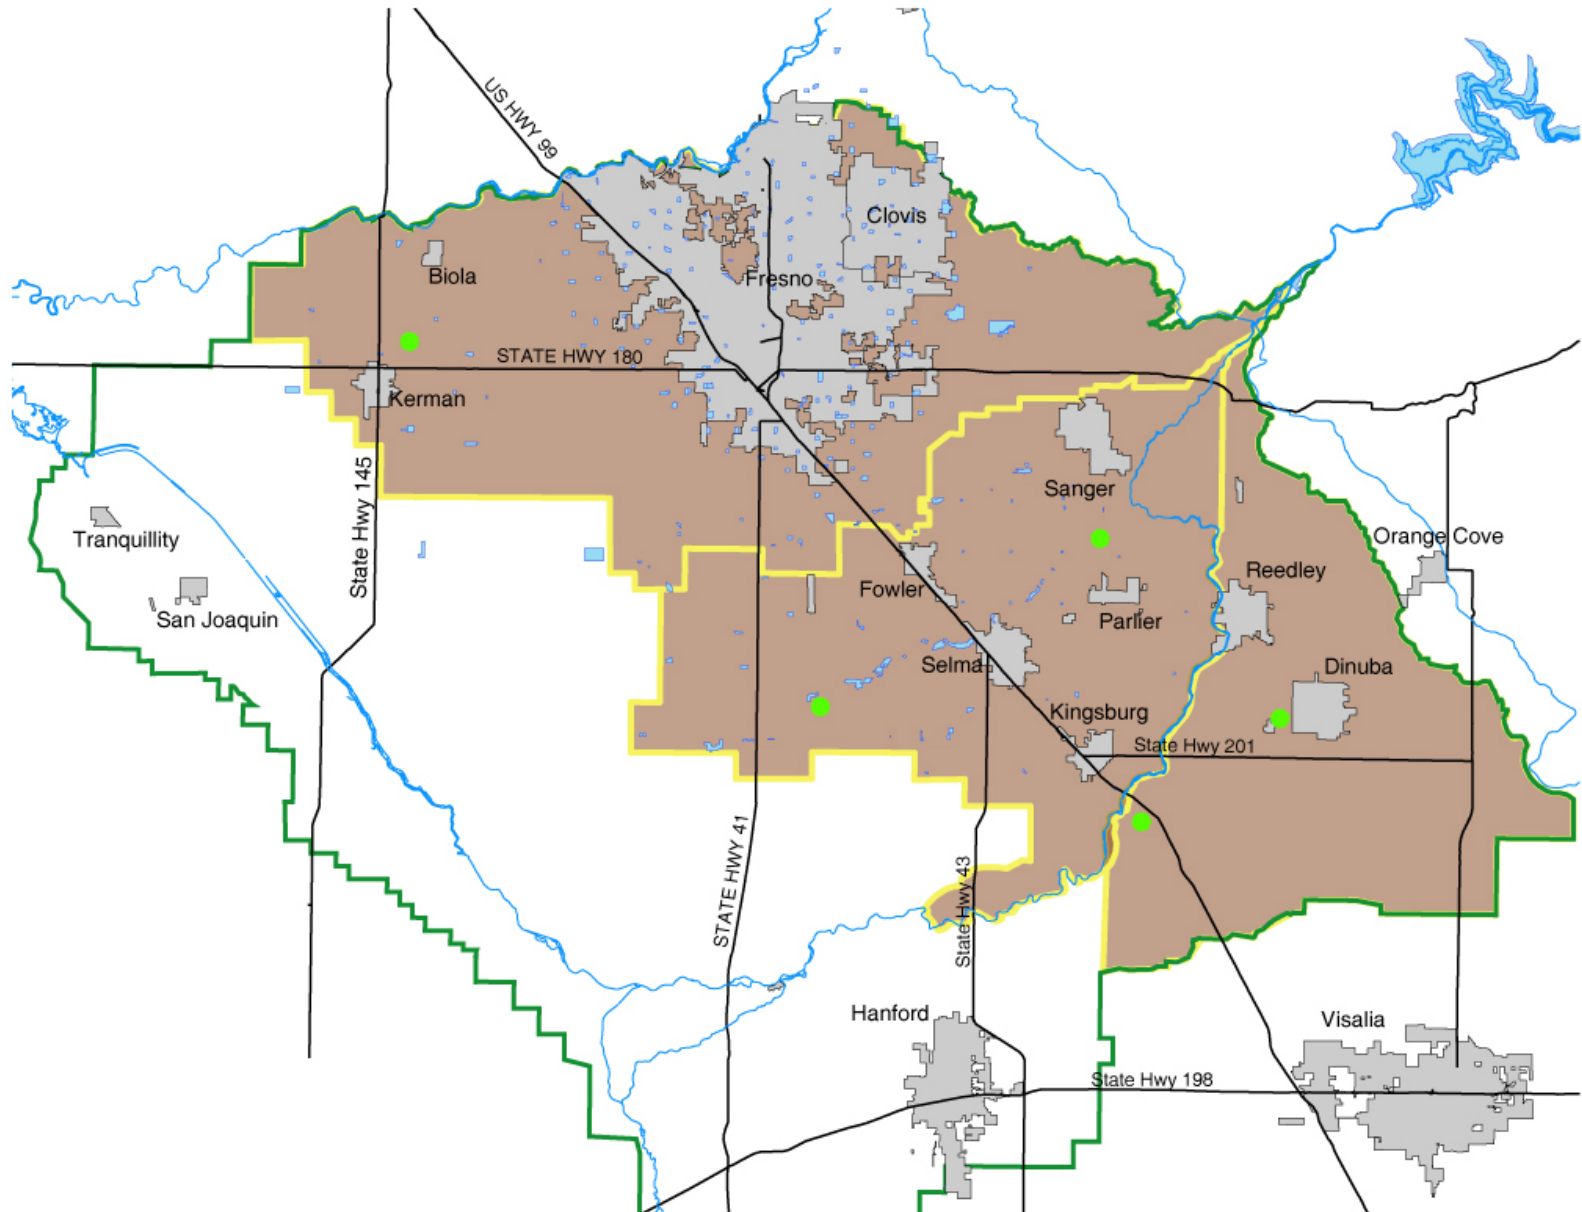 US HWY 99
Clovis
Biola
Fresno
STATE HWY 180
Kerman
Sanger
State Hwy 145
Tranquillity
Orange Cove
Reedley
Fowler
San Joaquin
Parlier
Selma
Dinuba
Kingsburg
State Hwy 201
STATE HWY 41
State Hwy 43
Hanford
Visalia
State Hwy 198